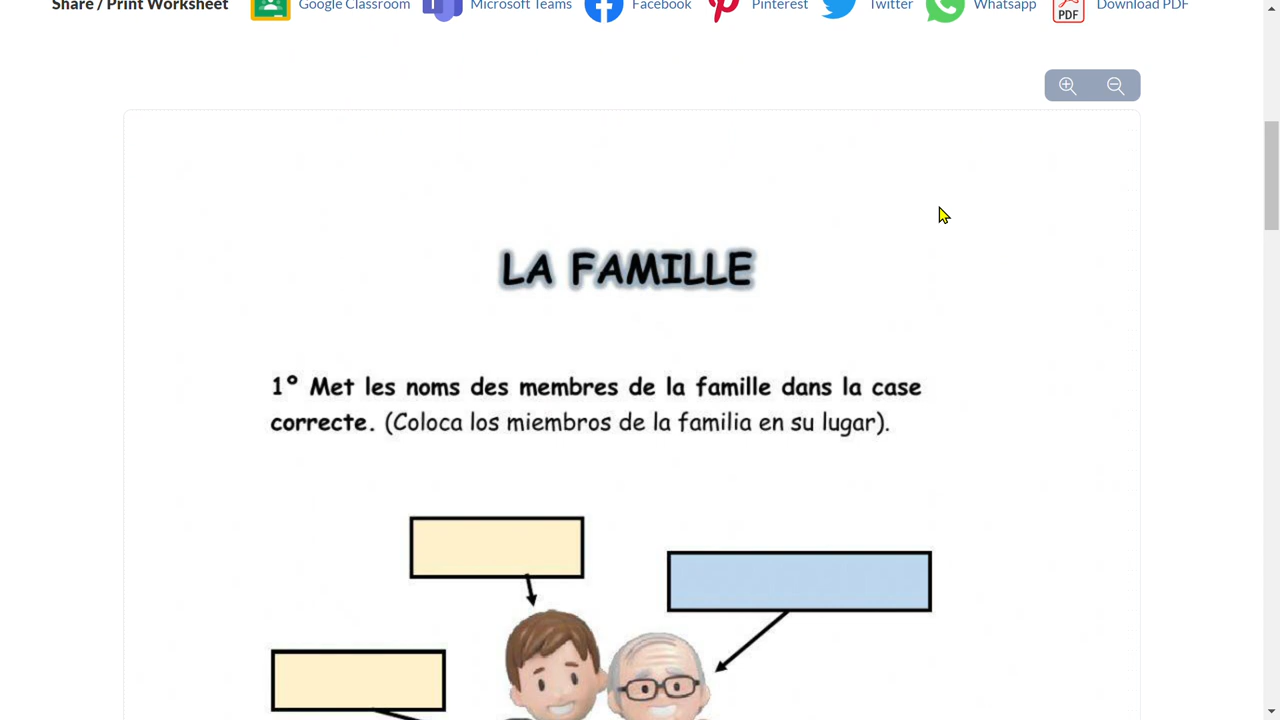 Share / Print Worksheet Google Classroom Microsoft Teams Facebook Pinterest Twitter Whatsapp PDF Download PDF
LA FAMILLE
1º Met les noms des membres de la famille dans la case
correcte. (Coloca los miembros de la familia en su lugar).